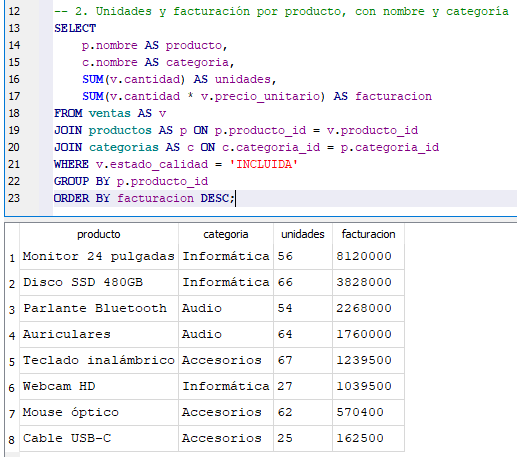 12 -- 2. Unidades y facturación por producto, con nombre y categoría
13 SELECT
14 p.nombre AS producto,
15 c.nombre AS categoria,
16 SUM(v.cantidad) AS unidades,
17 SUM(v.cantidad * v.precio_unitario) AS facturacion
18 FROM ventas AS v
19 JOIN productos AS p ON p.producto_id = v.producto_id
20 JOIN categorias AS c ON c.categoria_id = p.categoria_id
21 WHERE v.estado_calidad = 'INCLUIDA'
22 GROUP BY p.producto_id
23 ORDER BY facturacion DESC;
producto categoria unidades facturacion
1 Monitor 24 pulgadas Informática 56 8120000
2 Disco SSD 480GB Informática 66 3828000
3 Parlante Bluetooth Audio 54 2268000
4 Auriculares Audio 64 1760000
5 Teclado inalámbrico Accesorios 67 1239500
6 Webcam HD Informática 27 1039500
7 Mouse óptico Accesorios 62 570400
8 Cable USB-C Accesorios 25 162500